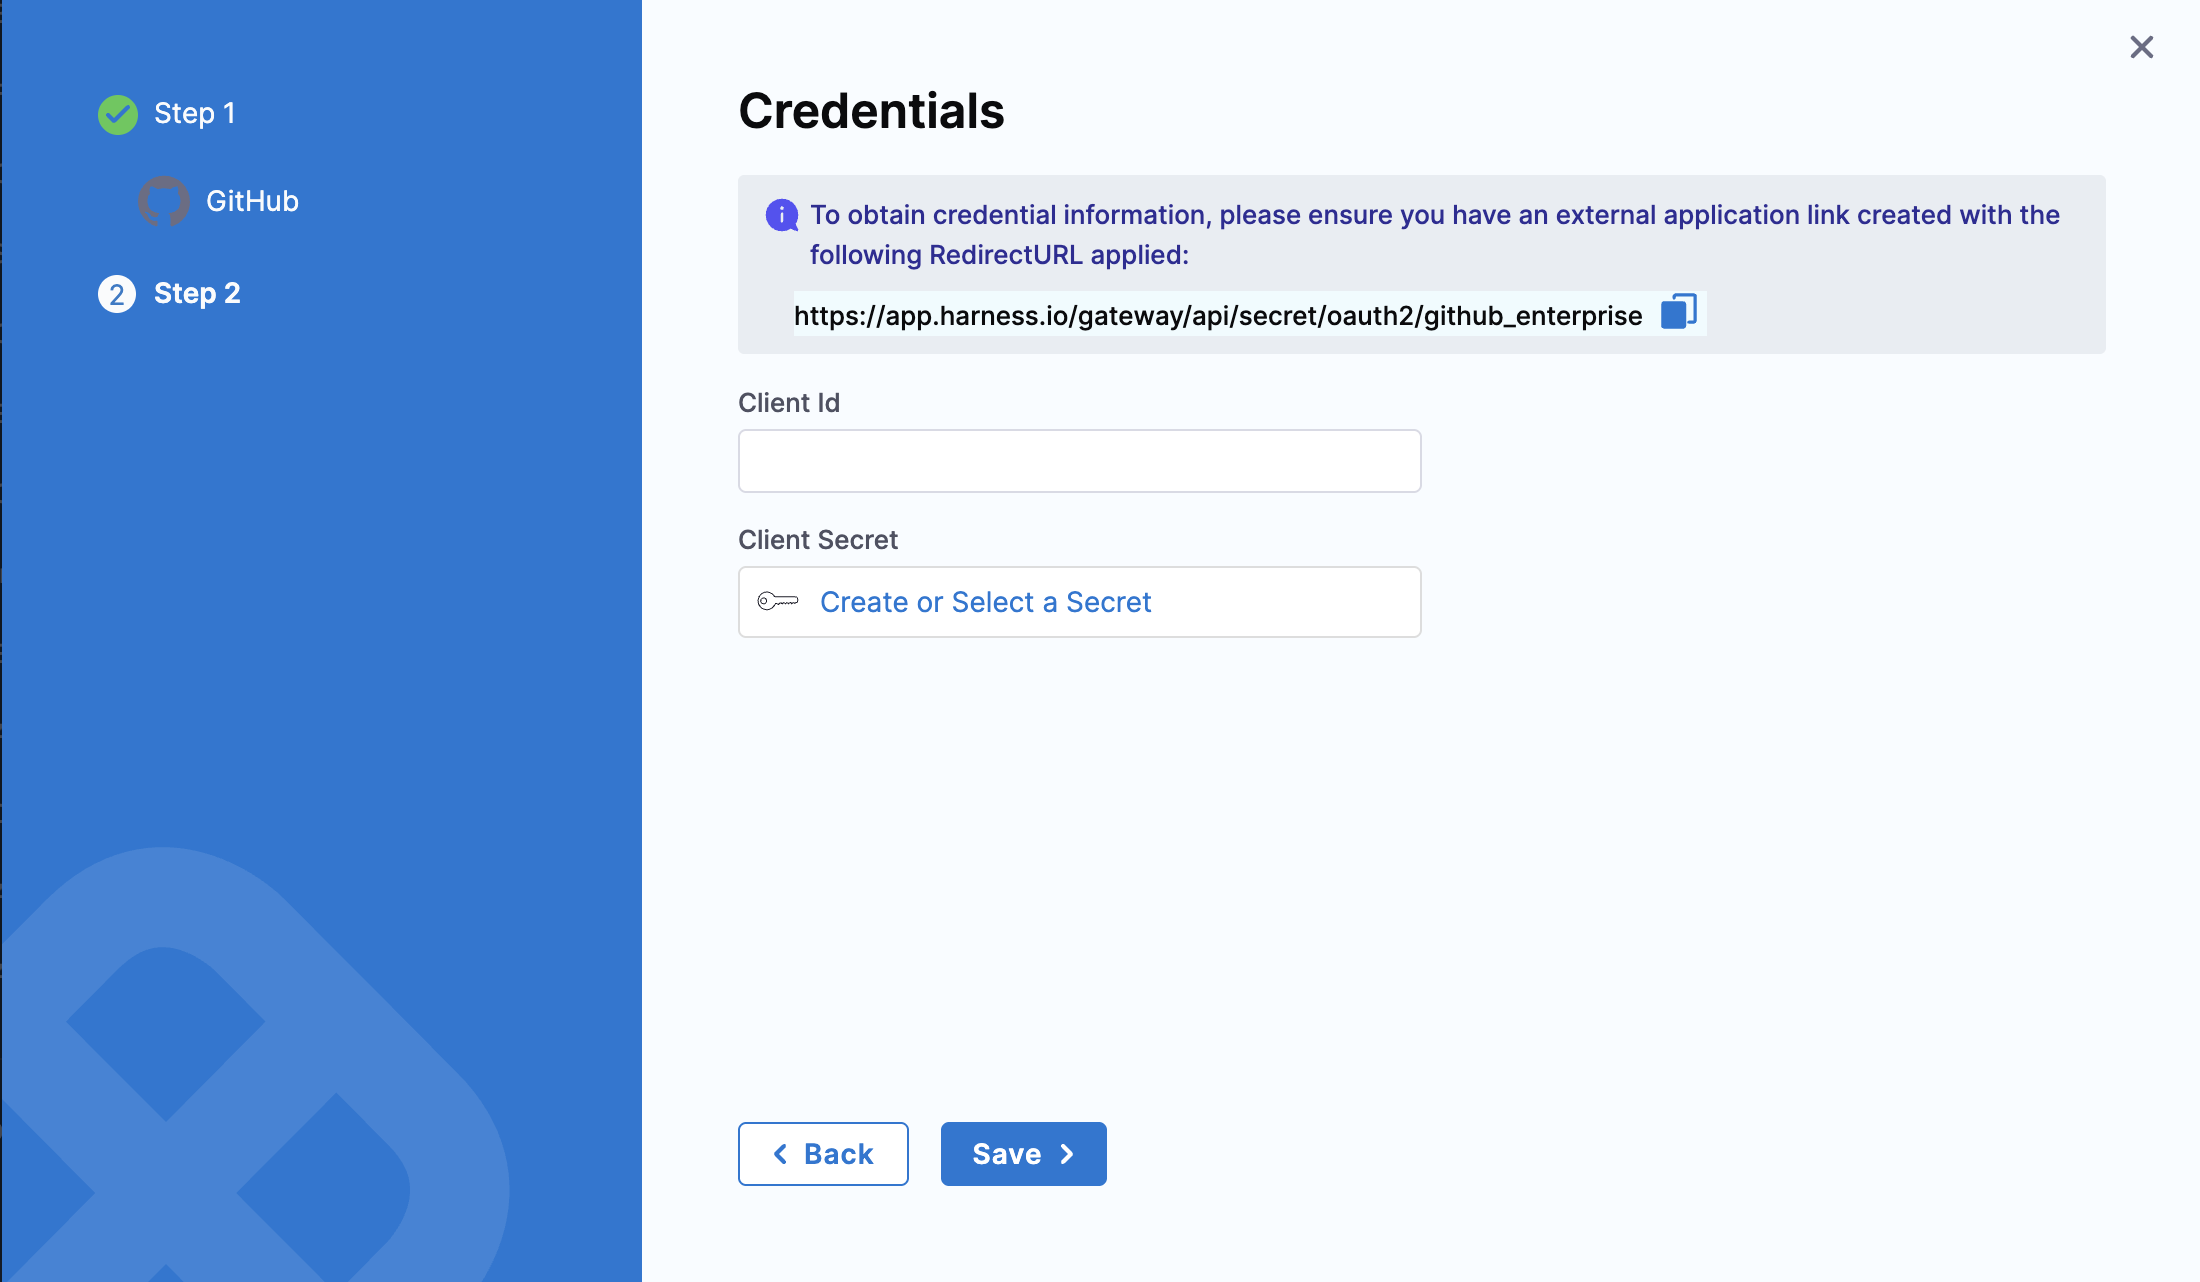 Step 1
GitHub
2 Step 2
Credentials
To obtain credential information, please ensure you have an external application link created with the
following RedirectURL applied:
https://app.harness.io/gateway/api/secret/oauth2/github_enterprise
Client Id
Client Secret
Create or Select a Secret
Back
Save